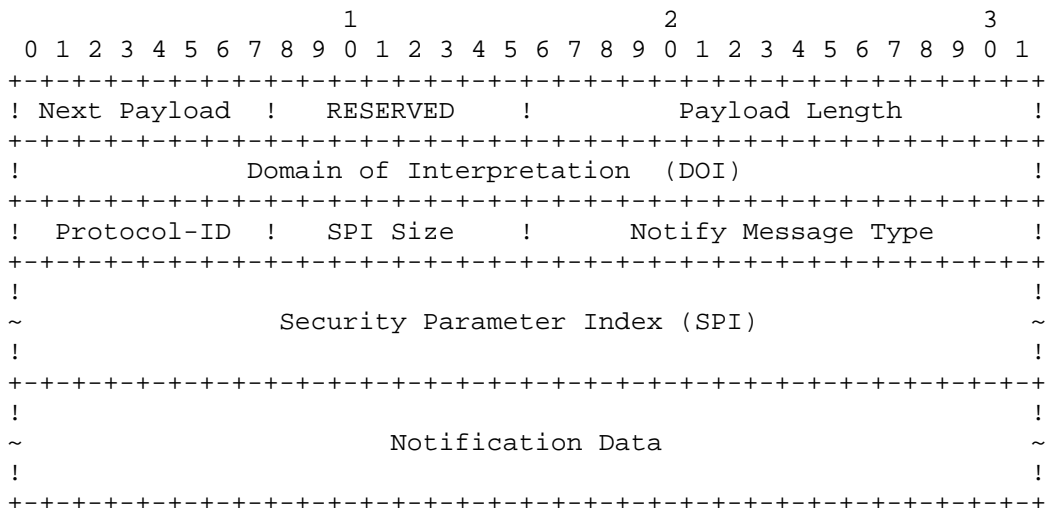 1                   2                   3
 0 1 2 3 4 5 6 7 8 9 0 1 2 3 4 5 6 7 8 9 0 1 2 3 4 5 6 7 8 9 0 1
+-+-+-+-+-+-+-+-+-+-+-+-+-+-+-+-+-+-+-+-+-+-+-+-+-+-+-+-+-+-+-+-+
! Next Payload  !   RESERVED    !         Payload Length        !
+-+-+-+-+-+-+-+-+-+-+-+-+-+-+-+-+-+-+-+-+-+-+-+-+-+-+-+-+-+-+-+-+
!              Domain of Interpretation  (DOI)                  !
+-+-+-+-+-+-+-+-+-+-+-+-+-+-+-+-+-+-+-+-+-+-+-+-+-+-+-+-+-+-+-+-+
!  Protocol-ID  !   SPI Size    !      Notify Message Type      !
+-+-+-+-+-+-+-+-+-+-+-+-+-+-+-+-+-+-+-+-+-+-+-+-+-+-+-+-+-+-+-+-+
!                                                               !
~                Security Parameter Index (SPI)                 ~
!                                                               !
+-+-+-+-+-+-+-+-+-+-+-+-+-+-+-+-+-+-+-+-+-+-+-+-+-+-+-+-+-+-+-+-+
!                                                               !
~                       Notification Data                       ~
!                                                               !
+-+-+-+-+-+-+-+-+-+-+-+-+-+-+-+-+-+-+-+-+-+-+-+-+-+-+-+-+-+-+-+-+